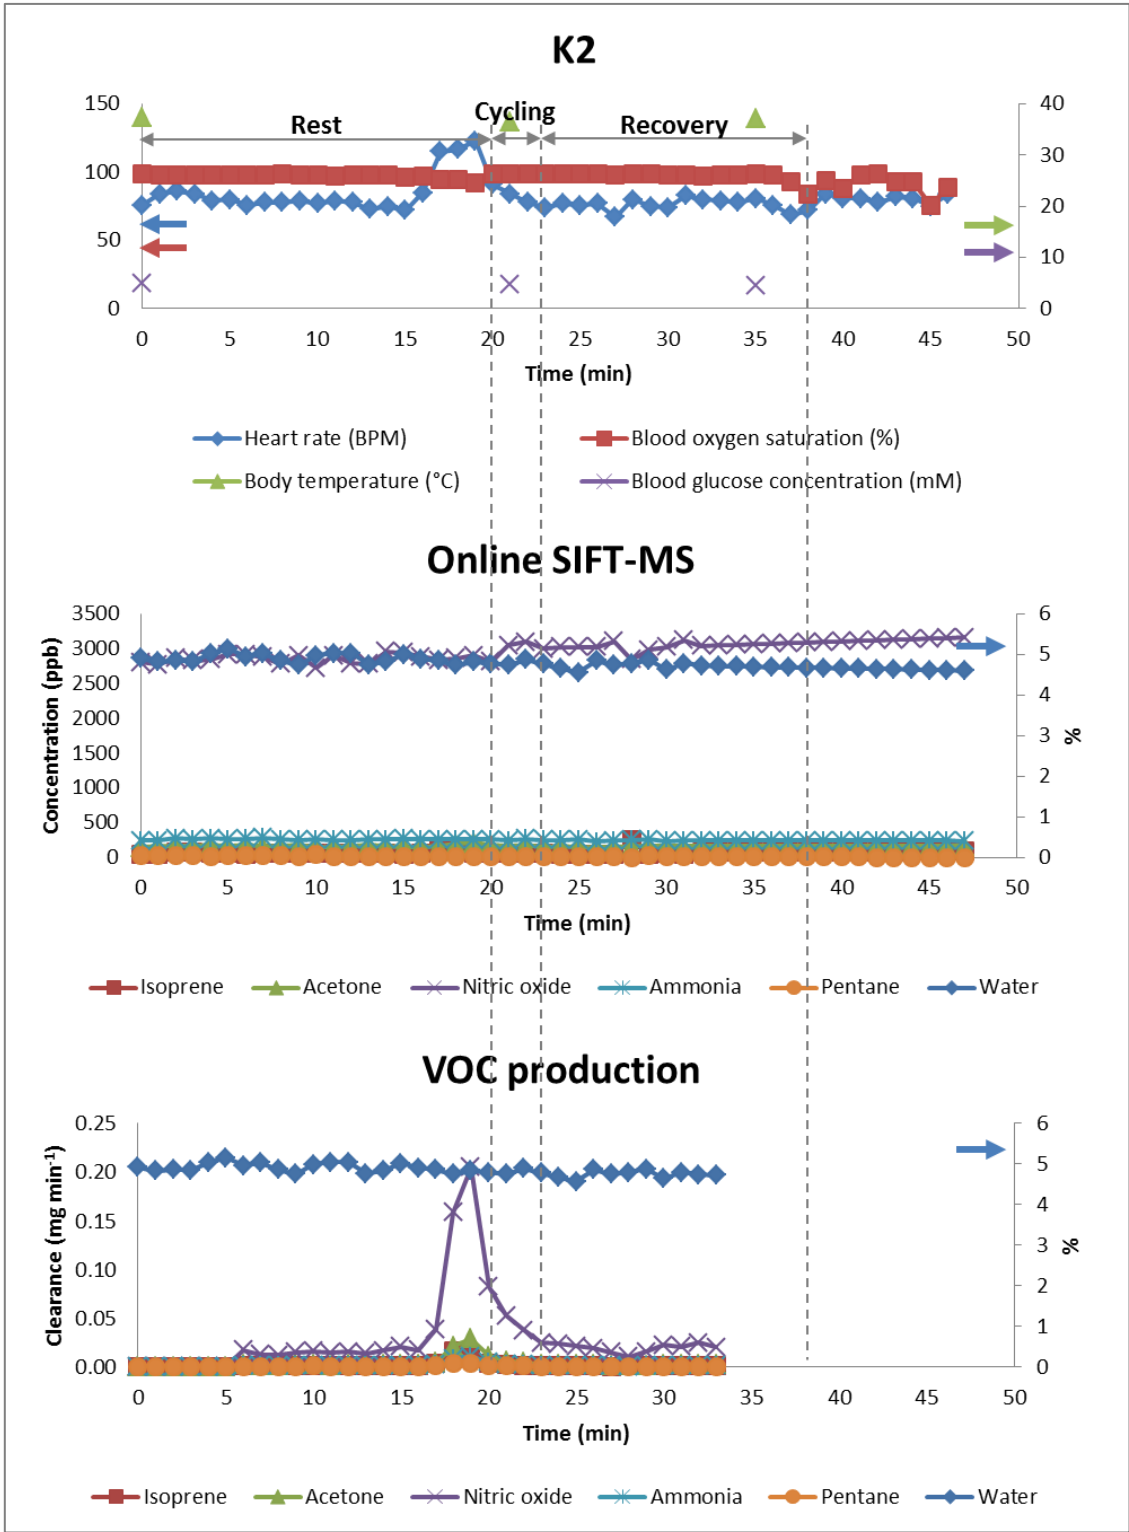 K2
150
100
50
0
40
30
20
10
0
Rest
Cycling
Recovery
0 5 10 15 20 25 30 35 40 45 50
Time (min)
Heart rate (BPM)
Blood oxygen saturation (%)
Body temperature (°C)
Blood glucose concentration (mM)
Online SIFT-MS
Concentration (ppb)
3500
3000
2500
2000
1500
1000
500
0
6
5
4
3
2
1
0
%
0 5 10 15 20 25 30 35 40 45 50
Time (min)
Isoprene Acetone Nitric oxide Ammonia Pentane Water
VOC production
Clearance (mg min⁻¹)
0.25
0.20
0.15
0.10
0.05
0.00
6
5
4
3
2
1
0
%
0 5 10 15 20 25 30 35 40 45 50
Time (min)
Isoprene Acetone Nitric oxide Ammonia Pentane Water